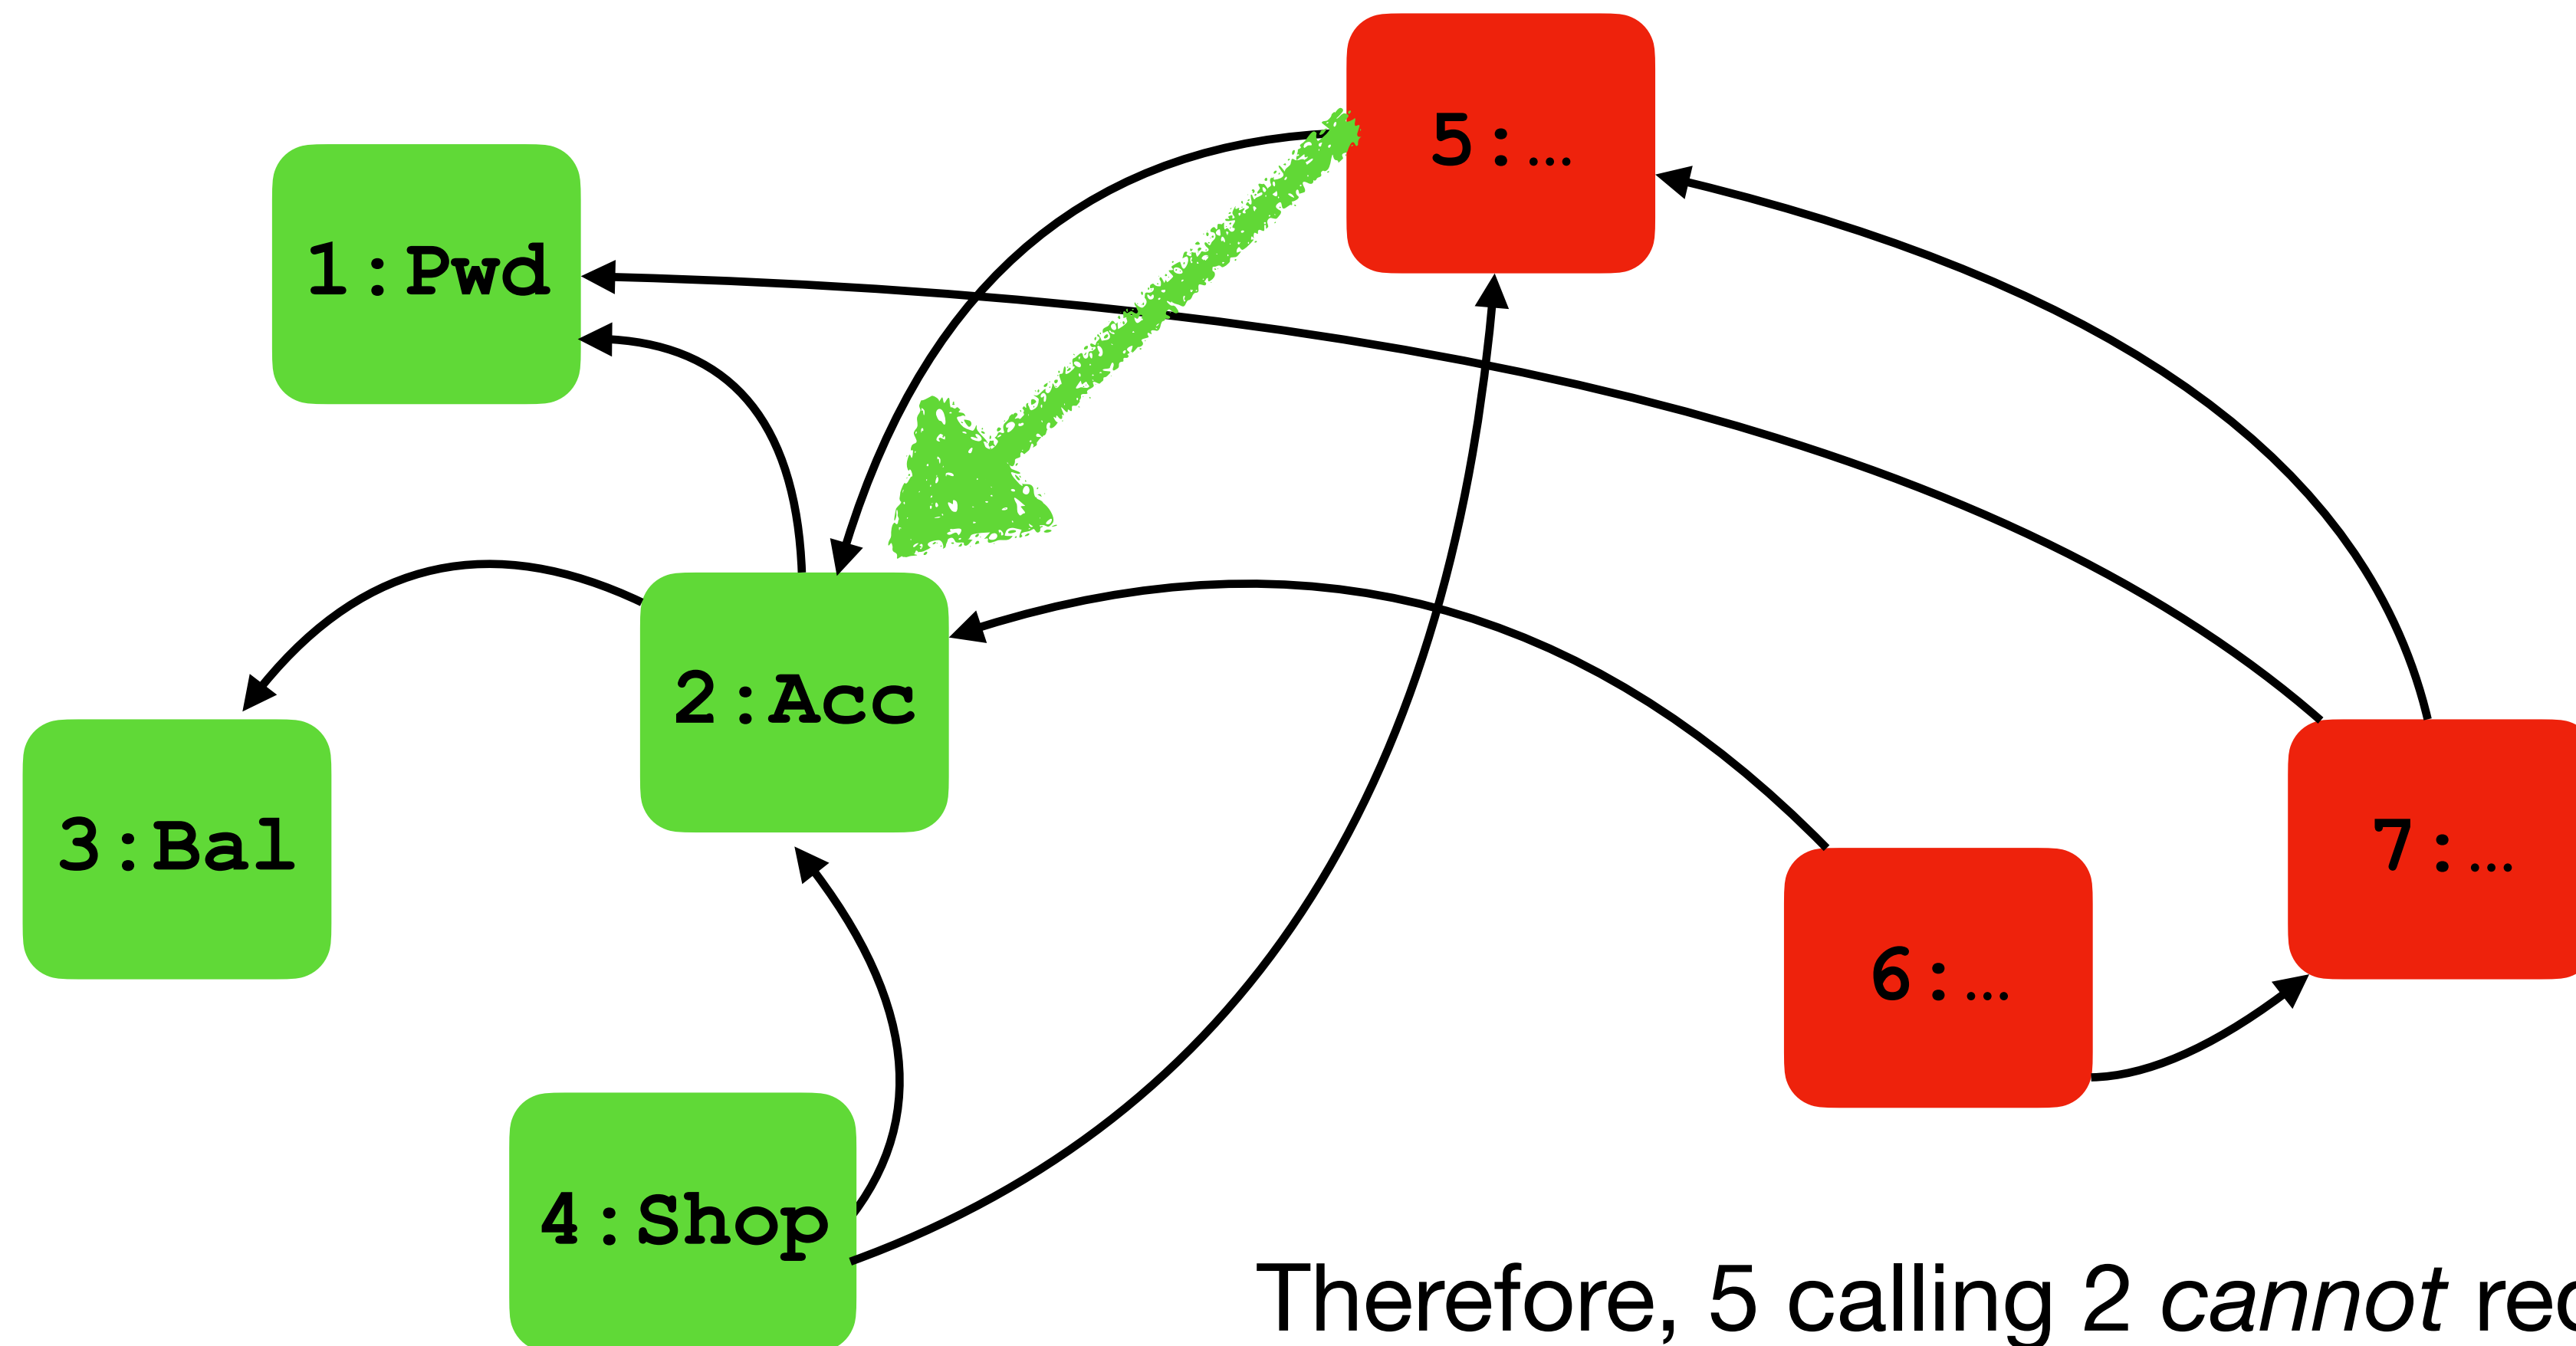 5:…
1:Pwd
2:Acc
3:Bal
7:…
6:…
4:Shop
Therefore, 5 calling 2 cannot